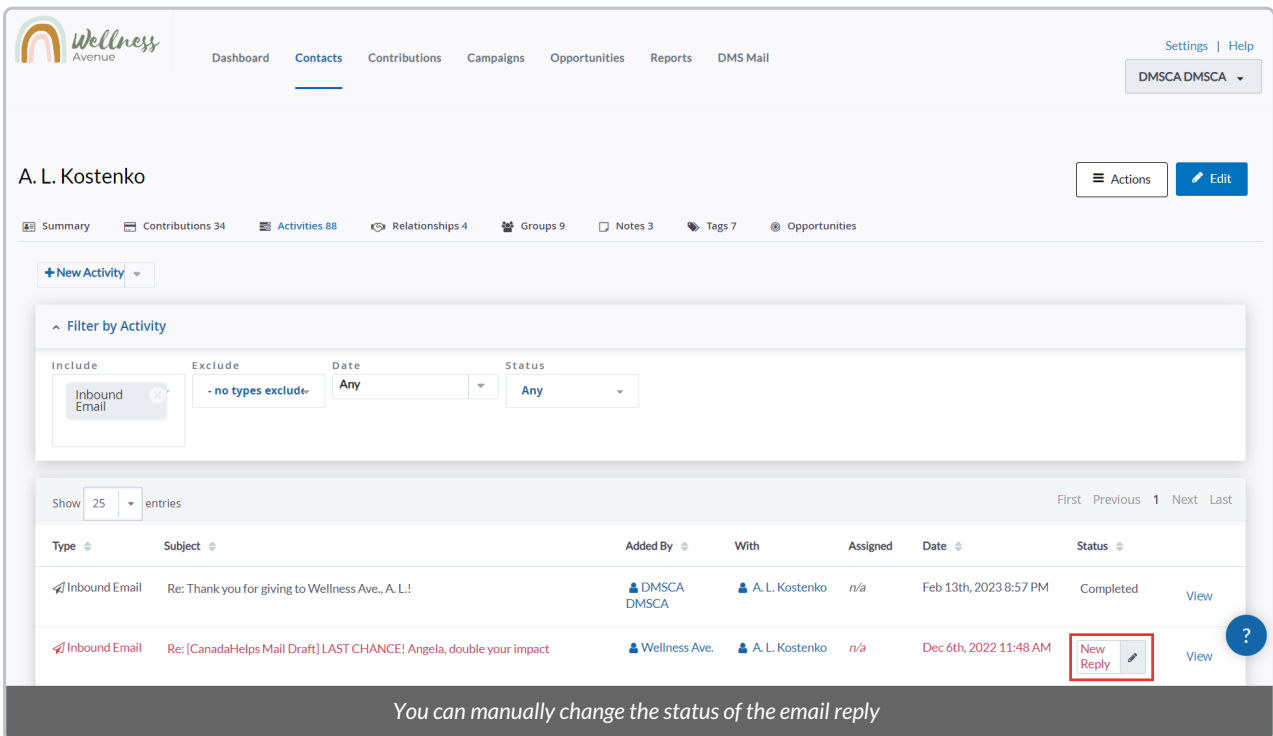 Wellness
Avenue
Dashboard Contacts Contributions Campaigns Opportunities Reports DMS Mail
Settings | Help
DMSCA DMSCA
A. L. Kostenko
Actions Edit
Summary Contributions 34 Activities 88 Relationships 4 Groups 9 Notes 3 Tags 7 Opportunities
+ New Activity
Filter by Activity
Include Exclude Date Status
Inbound Email
- no types exclude
Any
Any
Show 25 entries
First Previous 1 Next Last
Type Subject Added By With Assigned Date Status
Inbound Email Re: Thank you for giving to Wellness Ave., A. L.! DMSCA DMSCA A. L. Kostenko n/a Feb 13th, 2023 8:57 PM Completed View
Inbound Email Re: [CanadaHelps Mail Draft] LAST CHANCE! Angela, double your impact Wellness Ave. A. L. Kostenko n/a Dec 6th, 2022 11:48 AM New Reply View
?
You can manually change the status of the email reply